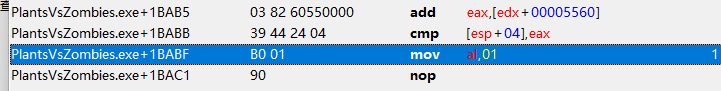 PlantsVsZombies.exe+1BAB5 03 82 60550000 add eax,[edx+00005560]
PlantsVsZombies.exe+1BABB 39 44 24 04 cmp [esp+04],eax
PlantsVsZombies.exe+1BABF B0 01 mov al,01 1
PlantsVsZombies.exe+1BAC1 90 nop